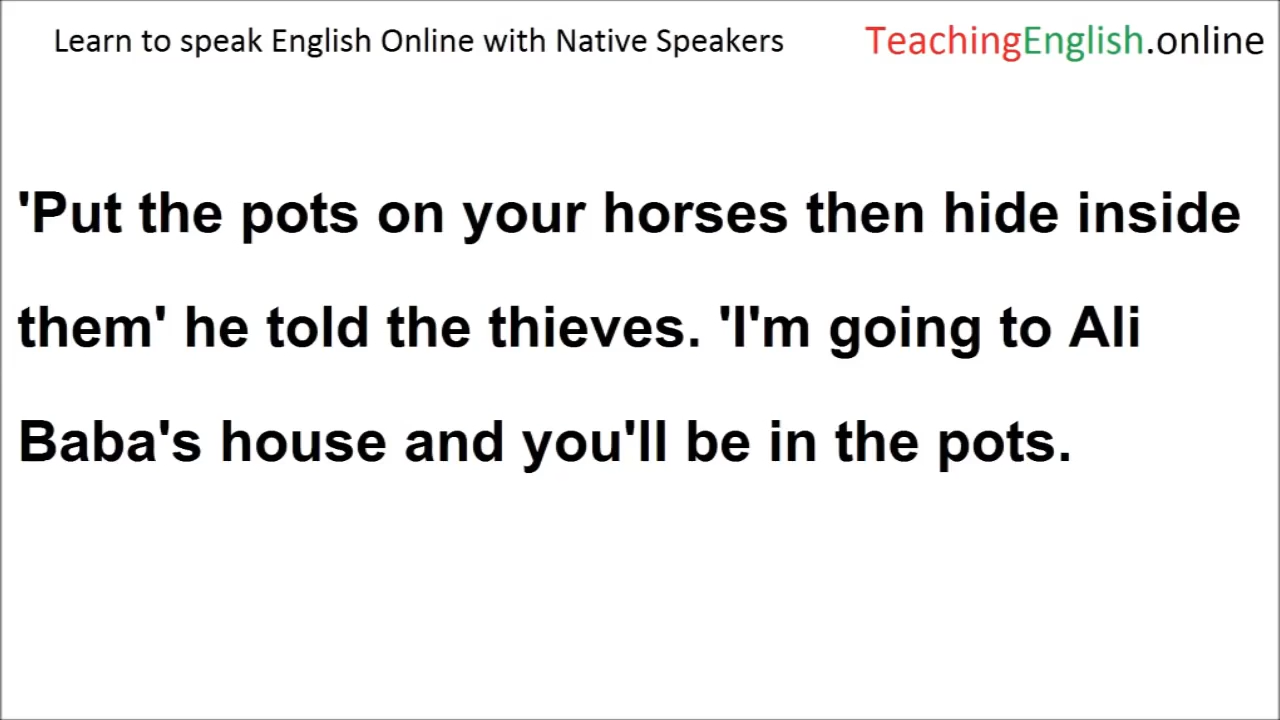 Learn to speak English Online with Native Speakers TeachingEnglish.online
'Put the pots on your horses then hide inside
them' he told the thieves. 'I'm going to Ali
Baba's house and you'll be in the pots.